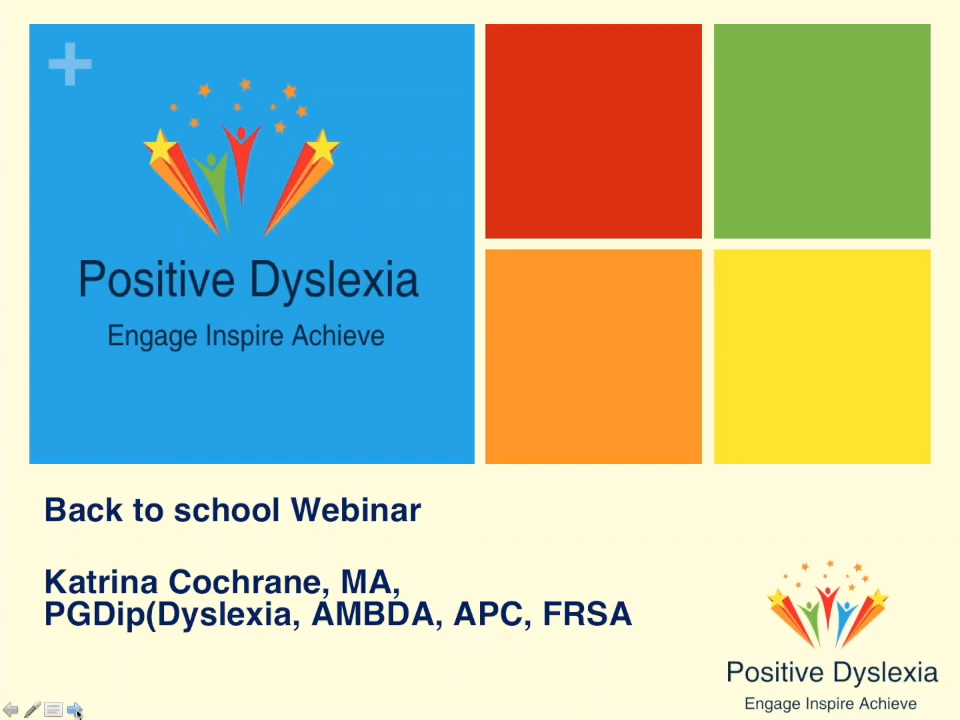 +
Positive Dyslexia
Engage Inspire Achieve
Back to school Webinar
Katrina Cochrane, MA,
PGDip(Dyslexia, AMBDA, APC, FRSA
Positive Dyslexia
Engage Inspire Achieve